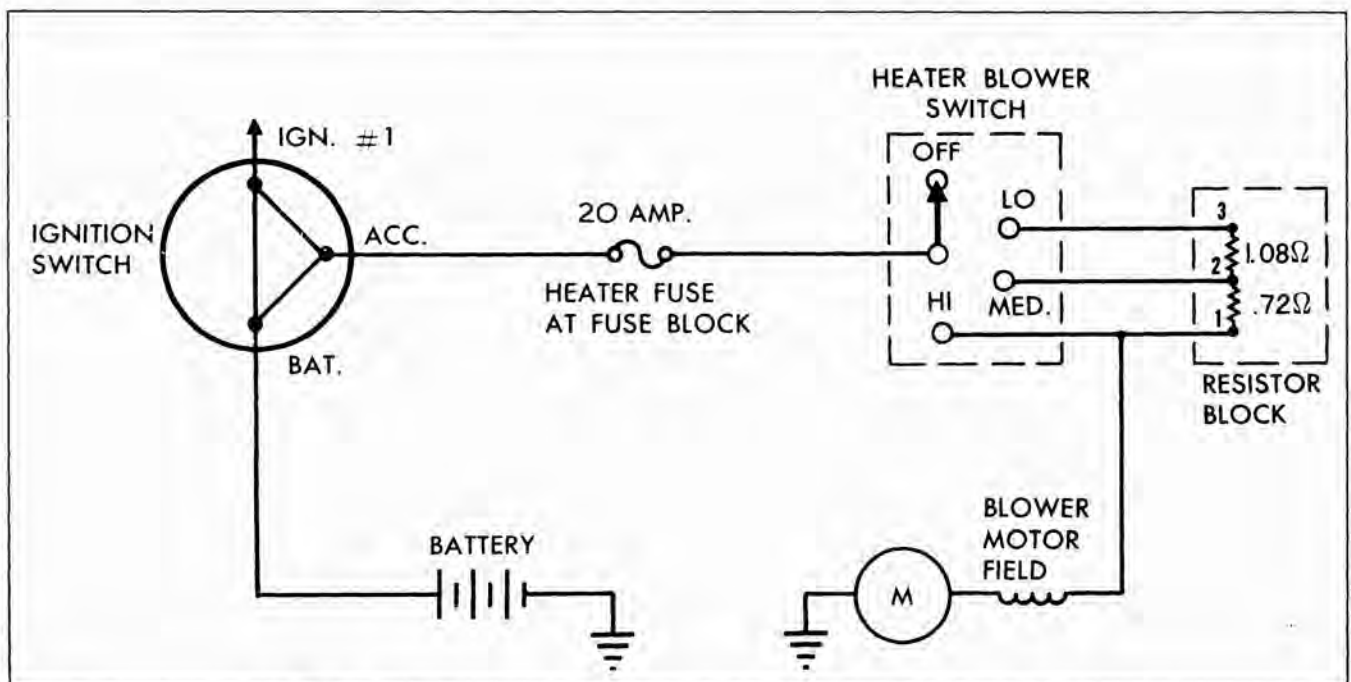 HEATER BLOWER
SWITCH
IGN. #1
OFF
LO
20 AMP.
3
IGNITION
SWITCH
ACC.
1.08Ω
2
HEATER FUSE
AT FUSE BLOCK
HI
MED.
.72Ω
1
BAT.
RESISTOR
BLOCK
BLOWER
MOTOR
FIELD
BATTERY
M